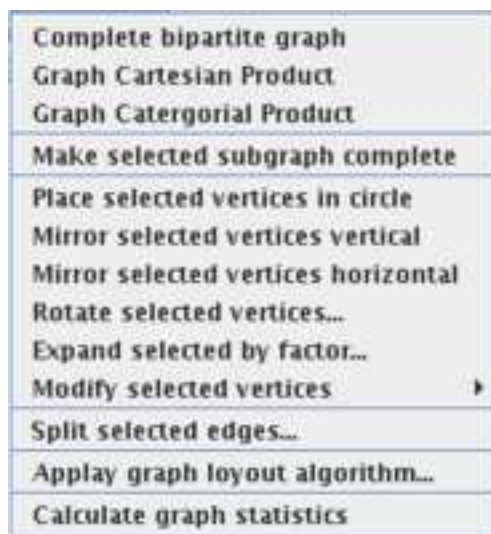 Complete bipartite graph
Graph Cartesian Product
Graph Catergorial Product
Make selected subgraph complete
Place selected vertices in circle
Mirror selected vertices vertical
Mirror selected vertices horizontal
Rotate selected vertices...
Expand selected by factor...
Modify selected vertices
Split selected edges...
Applay graph loyout algorithm...
Calculate graph statistics